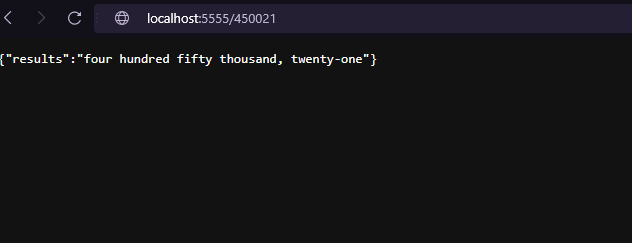 localhost:5555/450021
{"results":"four hundred fifty thousand, twenty-one"}